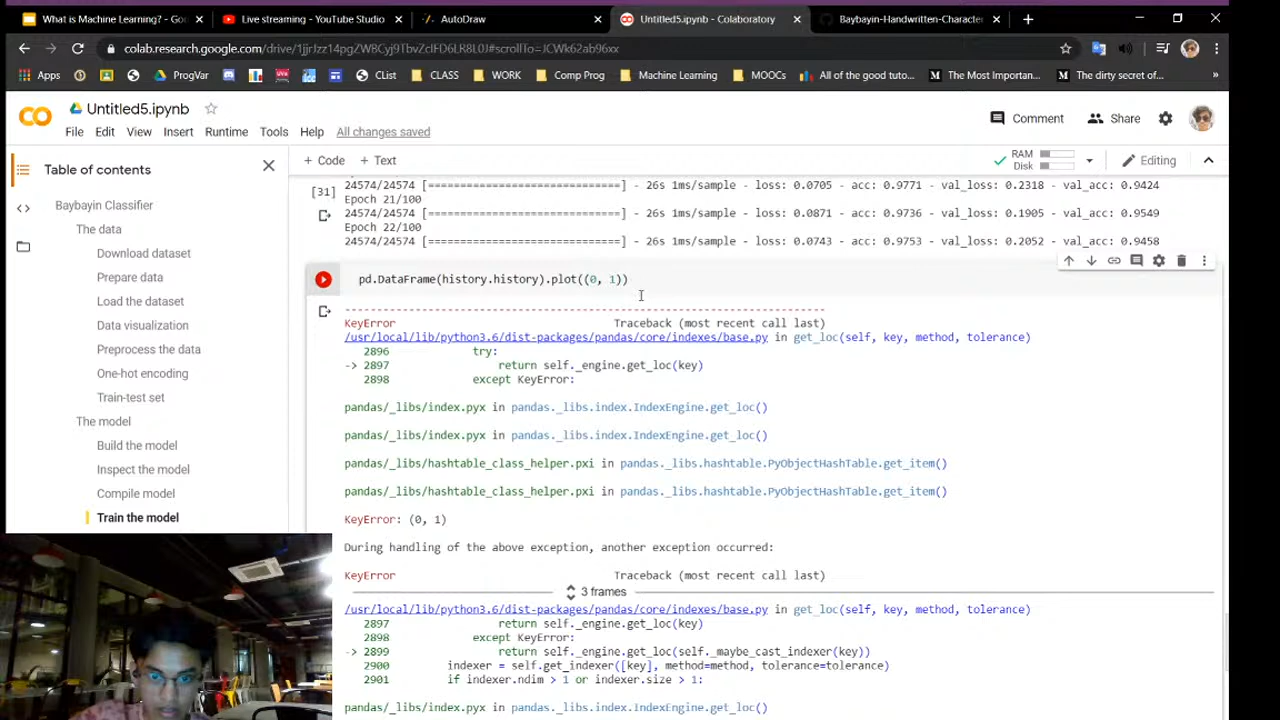 What is Machine Learning? - Goo
Live streaming - YouTube Studio
AutoDraw
Untitled5.ipynb - Colaboratory
Baybayin-Handwritten-Character
colab.research.google.com/drive/1jjrJzz14pgZW8Cyj9TbvZclFD6LR8L0J#scrollTo=JCWk62ab96xx
Apps
ProgVar
CList
CLASS
WORK
Comp Prog
Machine Learning
MOOCs
All of the good tuto...
The Most Importan...
The dirty secret of...
Untitled5.ipynb
File Edit View Insert Runtime Tools Help All changes saved
Comment
Share
Table of contents
+ Code + Text
RAM
Disk
Editing
Baybayin Classifier
The data
Download dataset
Prepare data
Load the dataset
Data visualization
Preprocess the data
One-hot encoding
Train-test set
The model
Build the model
Inspect the model
Compile model
Train the model
[31]
24574/24574 [==============================] - 26s 1ms/sample - loss: 0.0705 - acc: 0.9771 - val_loss: 0.2318 - val_acc: 0.9424
Epoch 21/100
24574/24574 [==============================] - 26s 1ms/sample - loss: 0.0871 - acc: 0.9736 - val_loss: 0.1905 - val_acc: 0.9549
Epoch 22/100
24574/24574 [==============================] - 26s 1ms/sample - loss: 0.0743 - acc: 0.9753 - val_loss: 0.2052 - val_acc: 0.9458
pd.DataFrame(history.history).plot((0, 1))
---------------------------------------------------------------------------
KeyError Traceback (most recent call last)
/usr/local/lib/python3.6/dist-packages/pandas/core/indexes/base.py in get_loc(self, key, method, tolerance)
2896 try:
-> 2897 return self._engine.get_loc(key)
2898 except KeyError:
pandas/_libs/index.pyx in pandas._libs.index.IndexEngine.get_loc()
pandas/_libs/index.pyx in pandas._libs.index.IndexEngine.get_loc()
pandas/_libs/hashtable_class_helper.pxi in pandas._libs.hashtable.PyObjectHashTable.get_item()
pandas/_libs/hashtable_class_helper.pxi in pandas._libs.hashtable.PyObjectHashTable.get_item()
KeyError: (0, 1)
During handling of the above exception, another exception occurred:
KeyError Traceback (most recent call last)
3 frames
/usr/local/lib/python3.6/dist-packages/pandas/core/indexes/base.py in get_loc(self, key, method, tolerance)
2897 return self._engine.get_loc(key)
2898 except KeyError:
-> 2899 return self._engine.get_loc(self._maybe_cast_indexer(key))
2900 indexer = self.get_indexer([key], method=method, tolerance=tolerance)
2901 if indexer.ndim > 1 or indexer.size > 1:
pandas/_libs/index.pyx in pandas._libs.index.IndexEngine.get_loc()